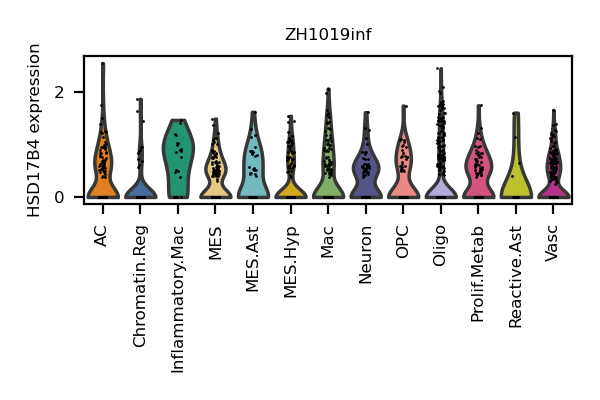 ZH1019inf
HSD17B4 expression
2
0
AC
Chromatin.Reg
Inflammatory.Mac
MES
MES.Ast
MES.Hyp
Mac
Neuron
OPC
Oligo
Prolif.Metab
Reactive.Ast
Vasc